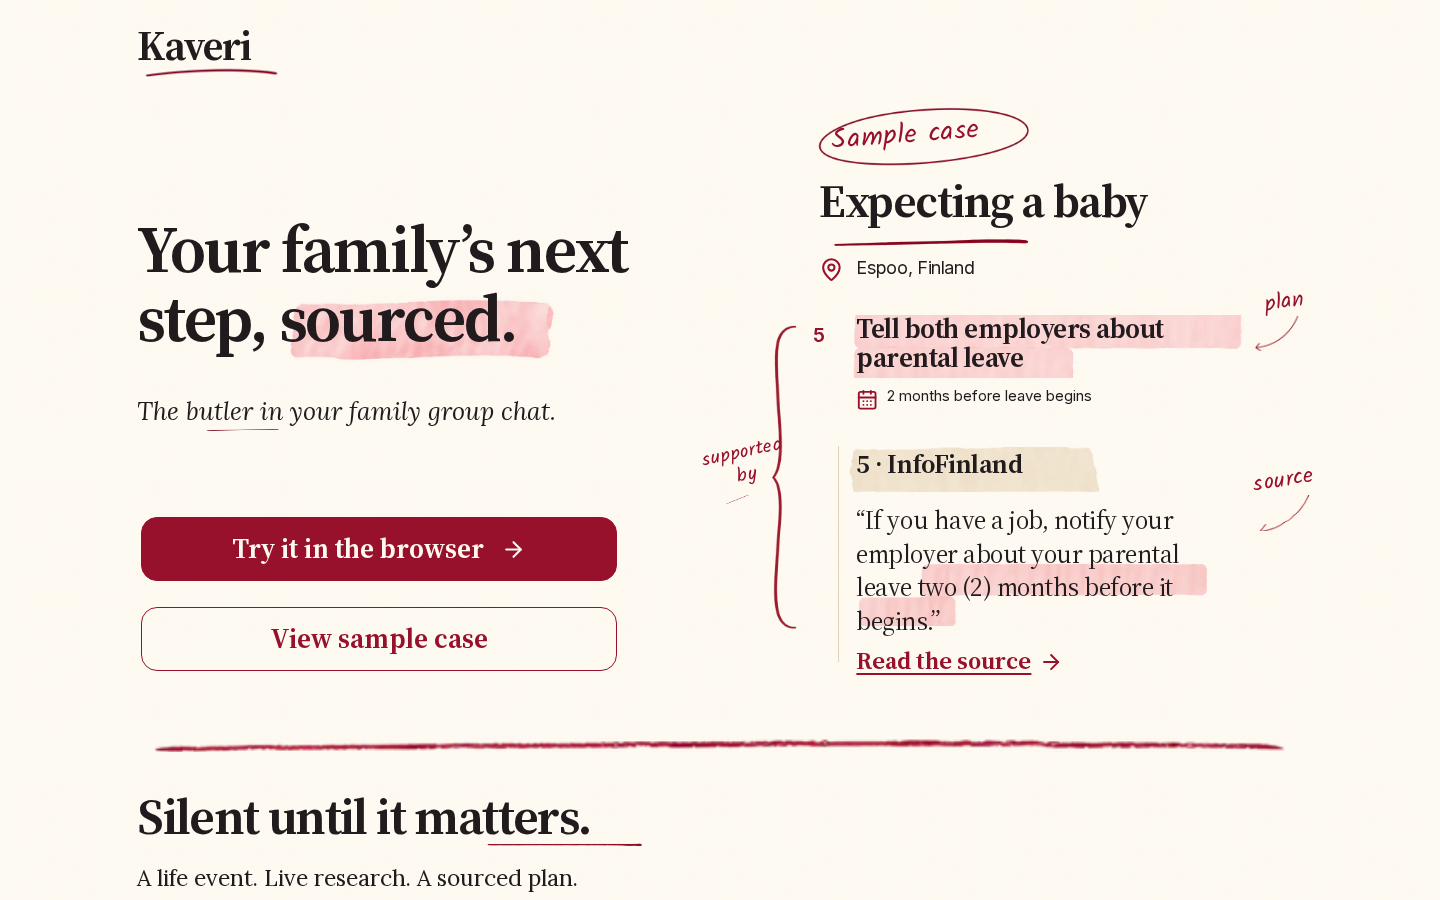 Kaveri
Your family’s next
step, sourced.
The butler in your family group chat.
Try it in the browser →
View sample case
Sample case
Expecting a baby
Espoo, Finland
plan
5
Tell both employers about
parental leave
2 months before leave begins
supported
by
5 · InfoFinland
source
“If you have a job, notify your
employer about your parental
leave two (2) months before it
begins.”
Read the source →
Silent until it matters.
A life event. Live research. A sourced plan.